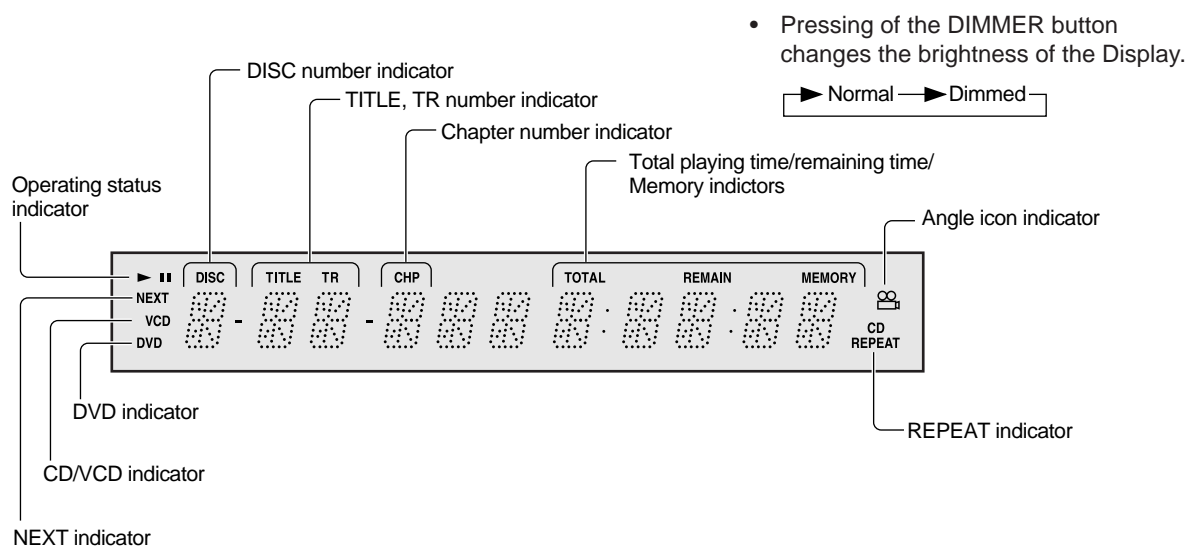 • Pressing of the DIMMER button
changes the brightness of the Display.
Normal Dimmed
DISC number indicator
TITLE, TR number indicator
Chapter number indicator
Total playing time/remaining time/
Memory indictors
Operating status
indicator
Angle icon indicator
DISC TITLE TR CHP TOTAL REMAIN MEMORY
NEXT
VCD
DVD
CD
REPEAT
DVD indicator
REPEAT indicator
CD/VCD indicator
NEXT indicator